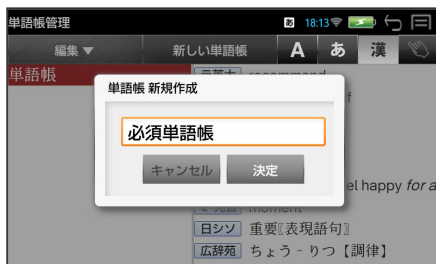 単語帳管理
あ 18:13
編集▼ 新しい単語帳 A あ 漢
単語帳
recommend
単語帳 新規作成
必須単語帳
キャンセル 決定
el happy for a
moment
日シソ 重要〖表現語句〗
広辞苑 ちょう‐りつ【調律】